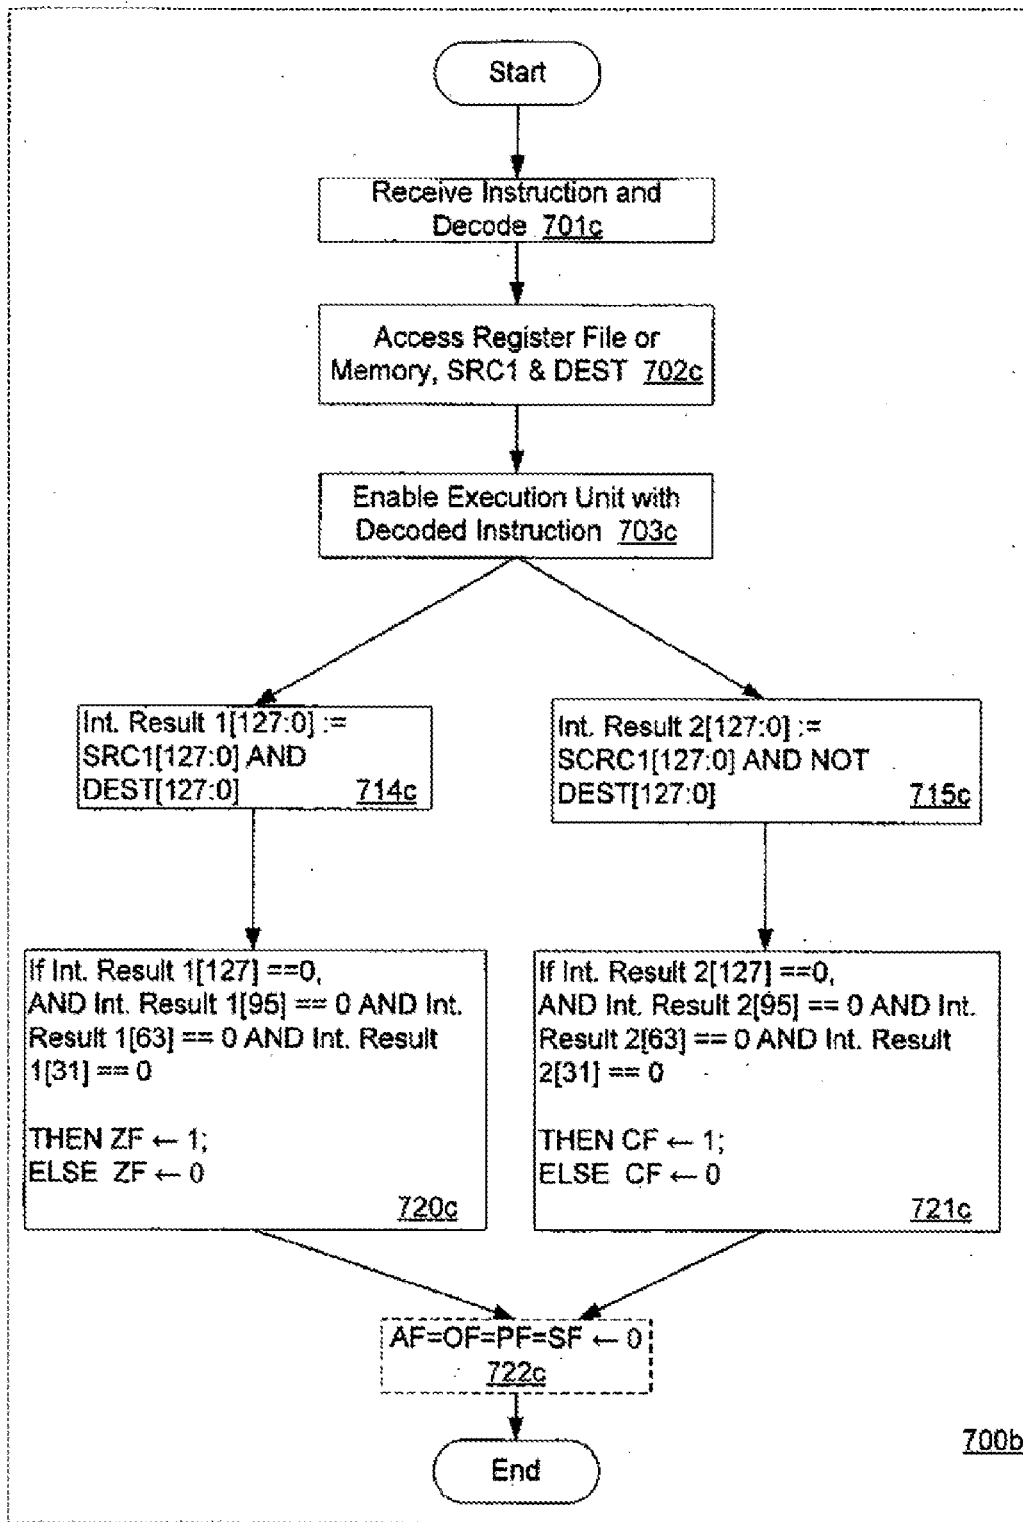 Start
Receive Instruction and
Decode 701c
Access Register File or
Memory, SRC1 & DEST 702c
Enable Execution Unit with
Decoded Instruction 703c
Int. Result 1[127:0] :=
SRC1[127:0] AND
DEST[127:0] 714c
Int. Result 2[127:0] :=
SCRC1[127:0] AND NOT
DEST[127:0] 715c
If Int. Result 1[127] ==0,
AND Int. Result 1[95] == 0 AND Int.
Result 1[63] == 0 AND Int. Result
1[31] == 0
THEN ZF ← 1;
ELSE ZF ← 0
720c
If Int. Result 2[127] ==0,
AND Int. Result 2[95] == 0 AND Int.
Result 2[63] == 0 AND Int. Result
2[31] == 0
THEN CF ← 1;
ELSE CF ← 0
721c
AF=OF=PF=SF ← 0
722c
End
700b